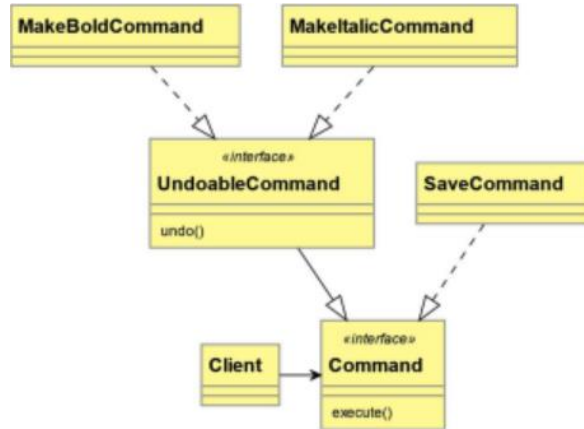 MakeBoldCommand
MakeItalicCommand
«interface»
UndoableCommand
undo()
SaveCommand
Client
«interface»
Command
execute()